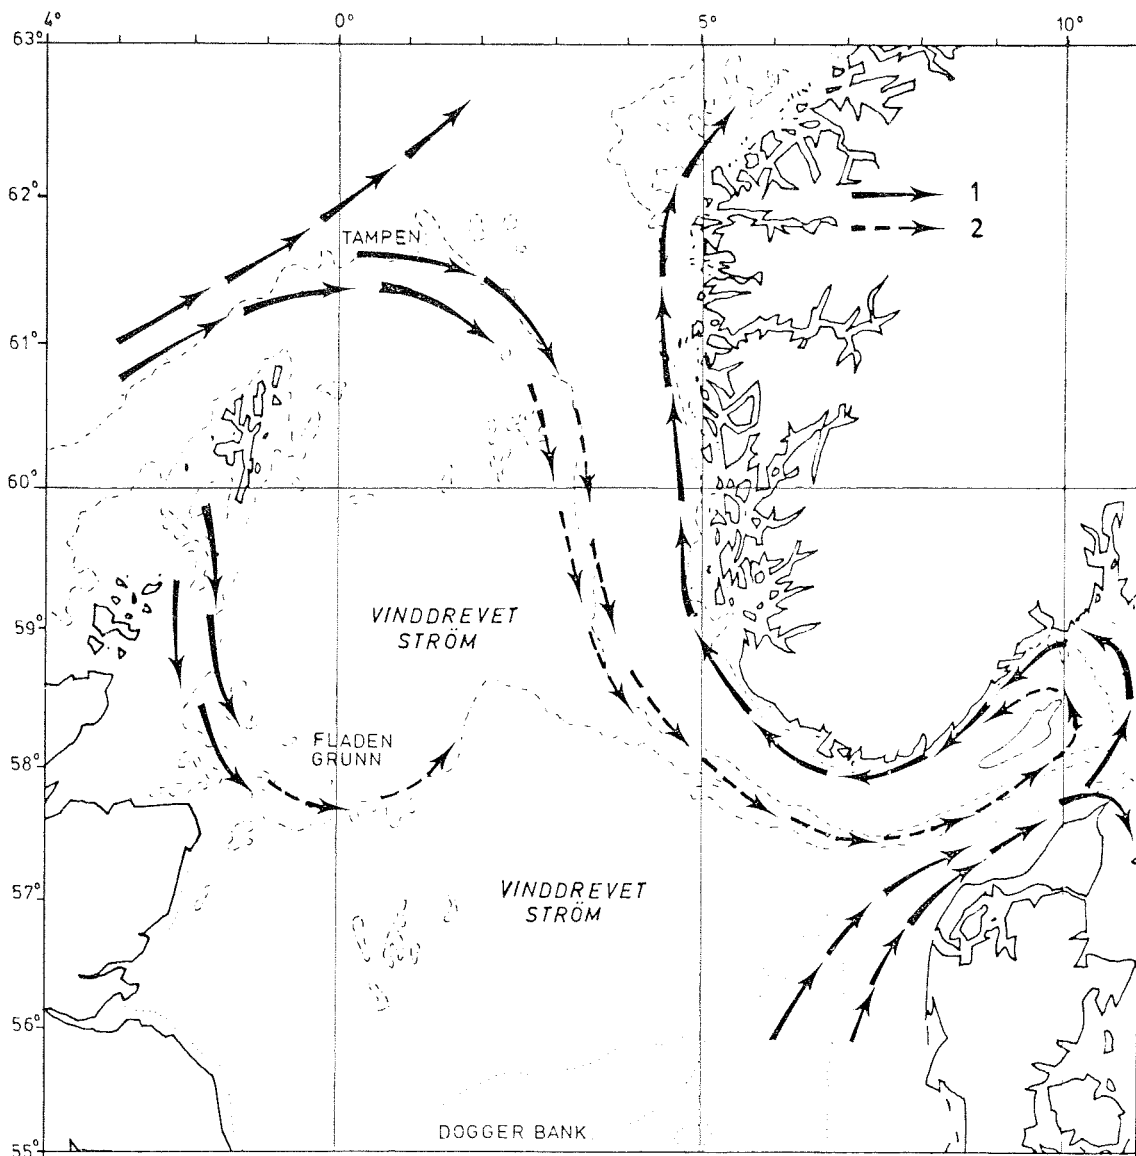 4° 0° 5° 10°
63°
62°
1
2
TAMPEN
61°
60°
59°
VINDDREVET
STRÖM
FLADEN
GRUNN
58°
57°
VINDDREVET
STRÖM
56°
DOGGER BANK
55°